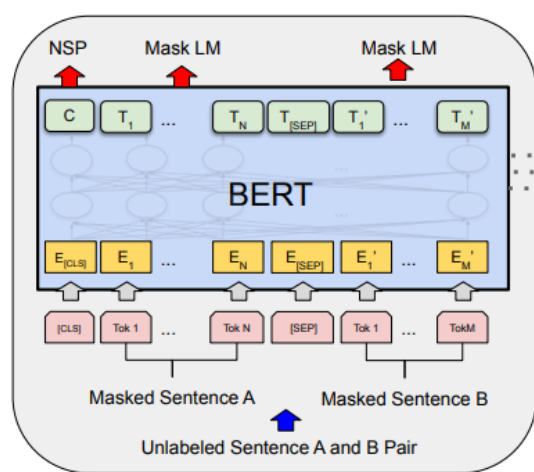 NSP Mask LM Mask LM
C T1 ... TN T[SEP] T1' ... TM'
...
BERT
...
E[CLS] E1 ... EN E[SEP] E1' ... EM'
[CLS] Tok 1 ... Tok N [SEP] Tok 1 ... TokM
Masked Sentence A Masked Sentence B
Unlabeled Sentence A and B Pair